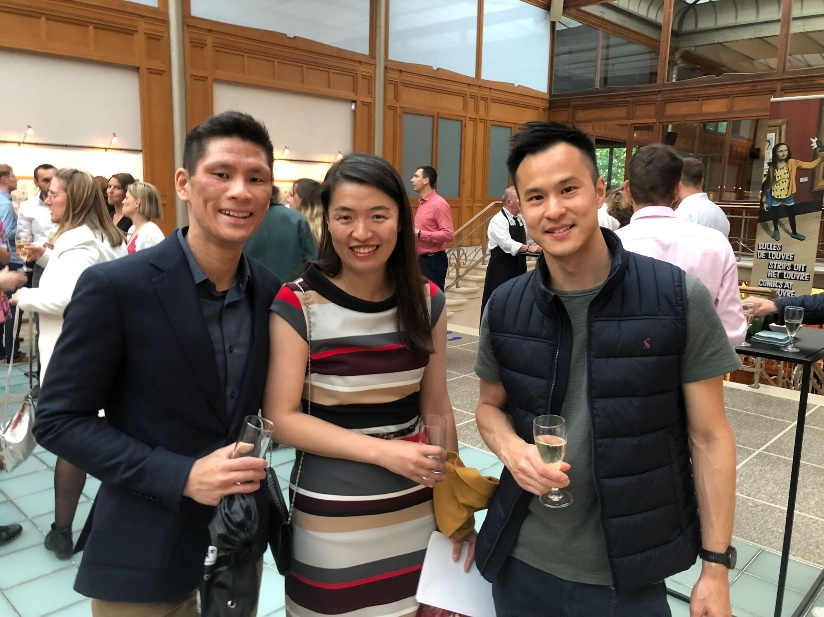 BULLES
DE LOUVRE
STRIPS UIT
HET LOUVRE
COMICS AT